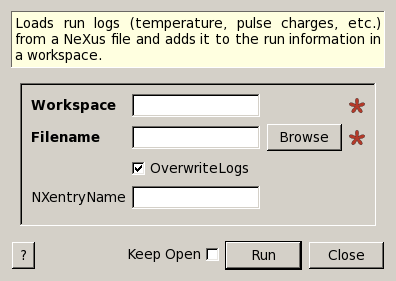 Loads run logs (temperature, pulse charges, etc.)
from a NeXus file and adds it to the run information in
a workspace.
Workspace *
Filename Browse *
OverwriteLogs
NXentryName
? Keep Open Run Close